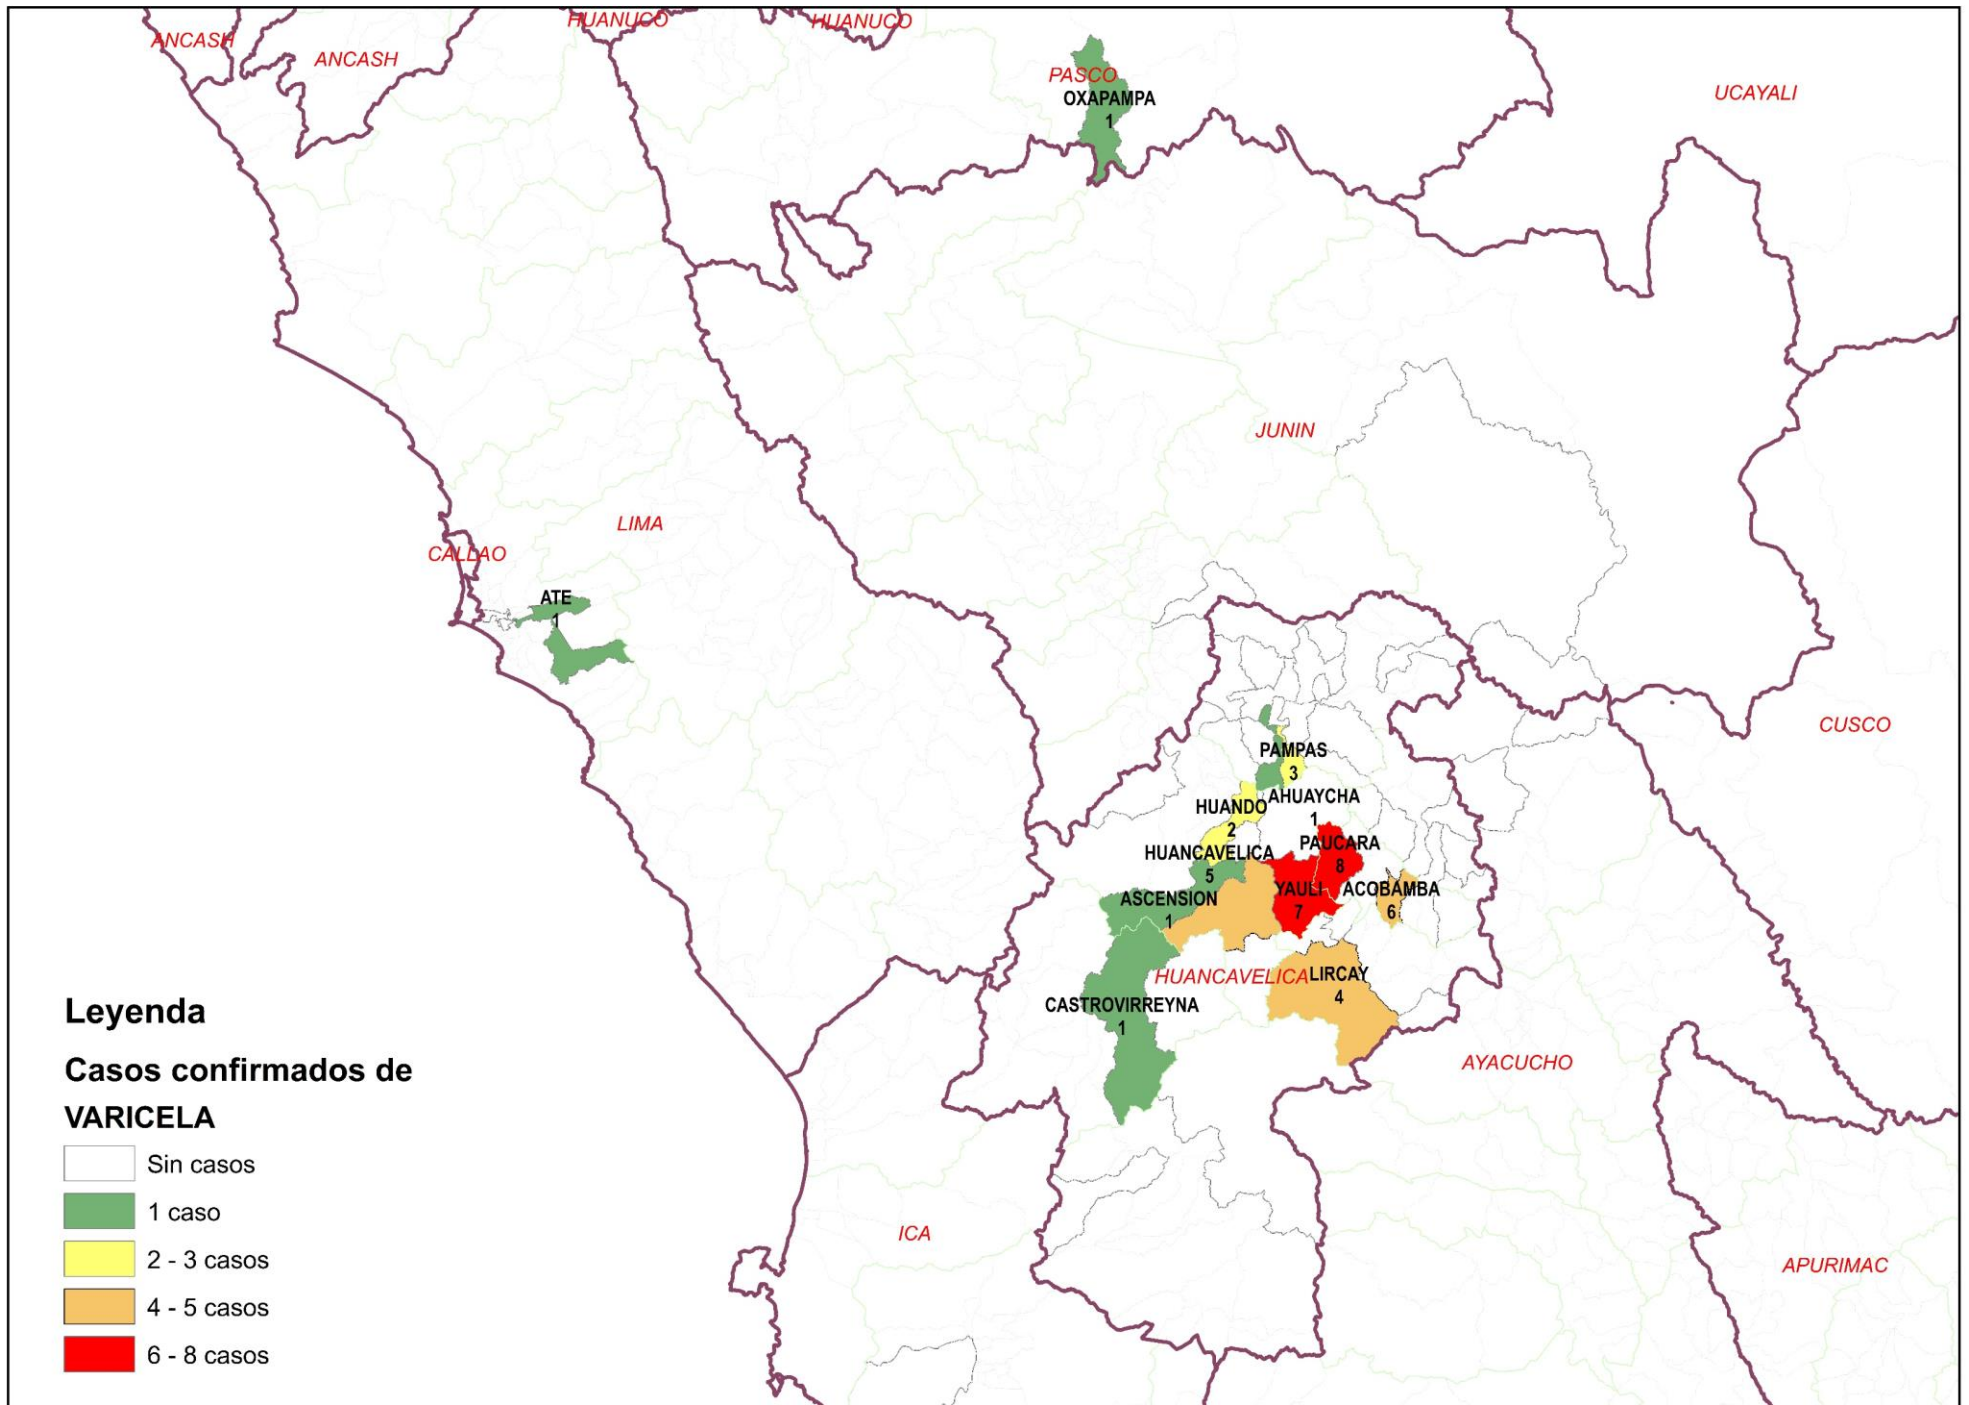 HUANUCO
HUANUCO
ANCASH
ANCASH
PASCO
OXAPAMPA
1
UCAYALI
JUNIN
LIMA
CALLAO
ATE
1
CUSCO
PAMPAS
3
HUANDO
2
AHUAYCHA
1
PAUCARA
8
HUANCAVELICA
5
YAULI
7
ACOBAMBA
6
ASCENSION
1
HUANCAVELICA
LIRCAY
4
CASTROVIRREYNA
1
AYACUCHO
ICA
APURIMAC
Leyenda
Casos confirmados de
VARICELA
Sin casos
1 caso
2 - 3 casos
4 - 5 casos
6 - 8 casos